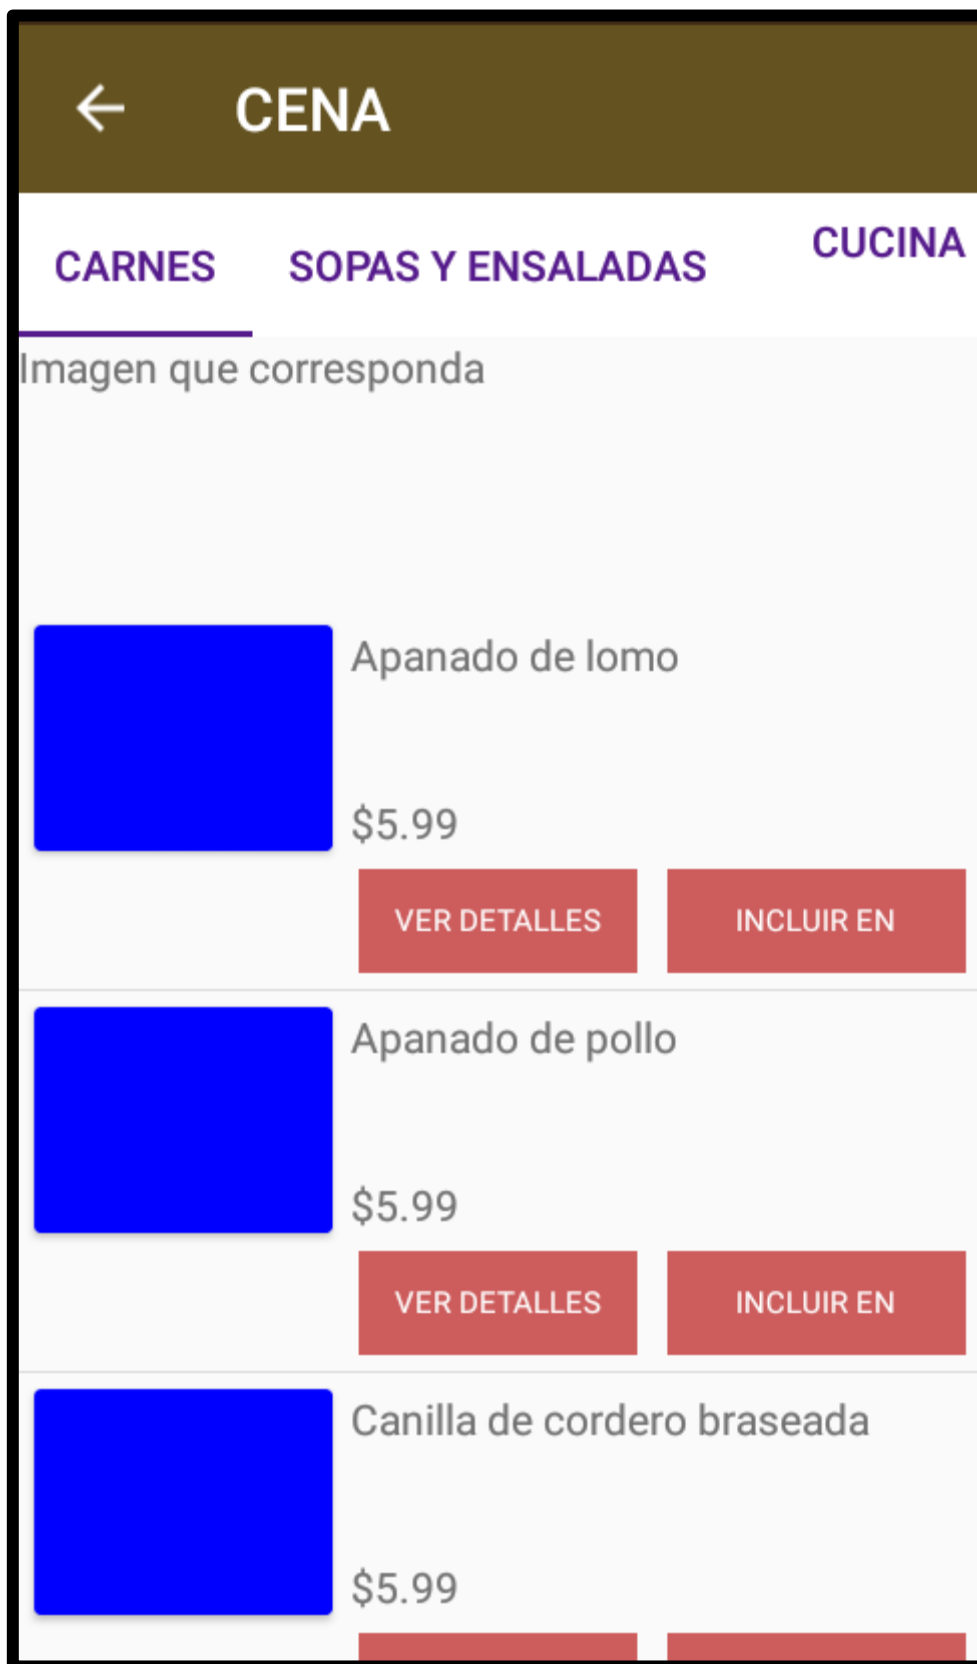 CENA
CARNES SOPAS Y ENSALADAS CUCINA
Imagen que corresponda
Apanado de lomo
$5.99
VER DETALLES INCLUIR EN
Apanado de pollo
$5.99
VER DETALLES INCLUIR EN
Canilla de cordero braseada
$5.99